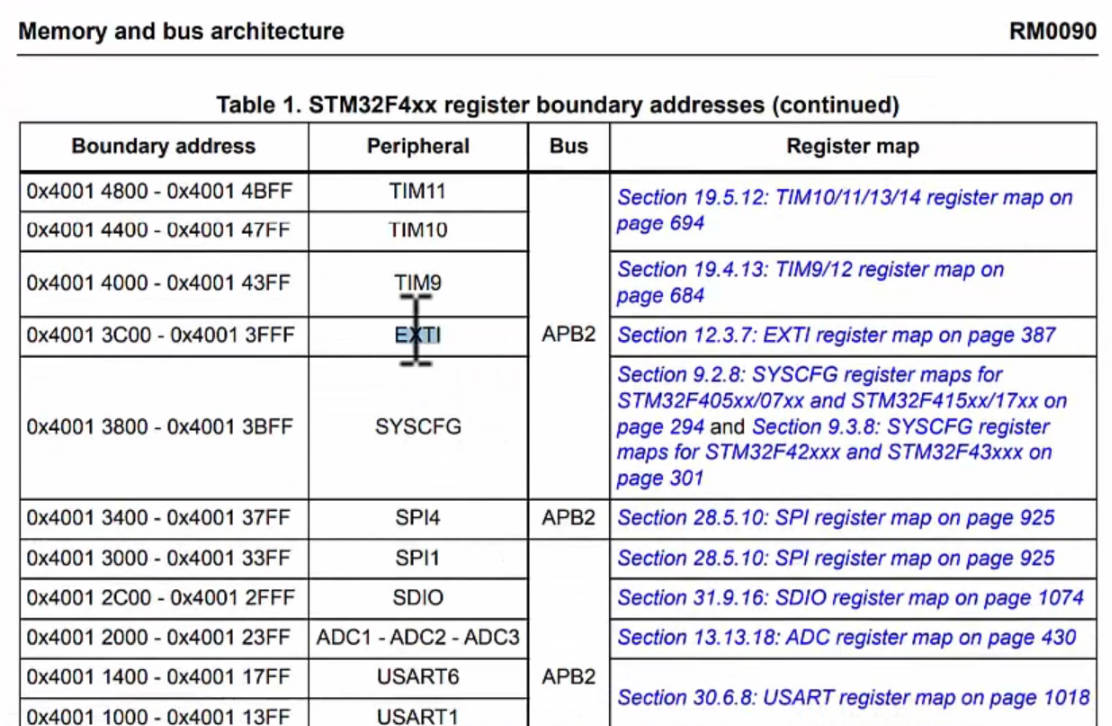 Memory and bus architecture RM0090
Table 1. STM32F4xx register boundary addresses (continued)
Boundary address Peripheral Bus Register map
0x4001 4800 - 0x4001 4BFF TIM11 APB2 Section 19.5.12: TIM10/11/13/14 register map on
page 694
0x4001 4400 - 0x4001 47FF TIM10
0x4001 4000 - 0x4001 43FF TIM9 Section 19.4.13: TIM9/12 register map on
page 684
0x4001 3C00 - 0x4001 3FFF EXTI Section 12.3.7: EXTI register map on page 387
0x4001 3800 - 0x4001 3BFF SYSCFG Section 9.2.8: SYSCFG register maps for
STM32F405xx/07xx and STM32F415xx/17xx on
page 294 and Section 9.3.8: SYSCFG register
maps for STM32F42xxx and STM32F43xxx on
page 301
0x4001 3400 - 0x4001 37FF SPI4 APB2 Section 28.5.10: SPI register map on page 925
0x4001 3000 - 0x4001 33FF SPI1 APB2 Section 28.5.10: SPI register map on page 925
0x4001 2C00 - 0x4001 2FFF SDIO Section 31.9.16: SDIO register map on page 1074
0x4001 2000 - 0x4001 23FF ADC1 - ADC2 - ADC3 Section 13.13.18: ADC register map on page 430
0x4001 1400 - 0x4001 17FF USART6 Section 30.6.8: USART register map on page 1018
0x4001 1000 - 0x4001 13FF USART1